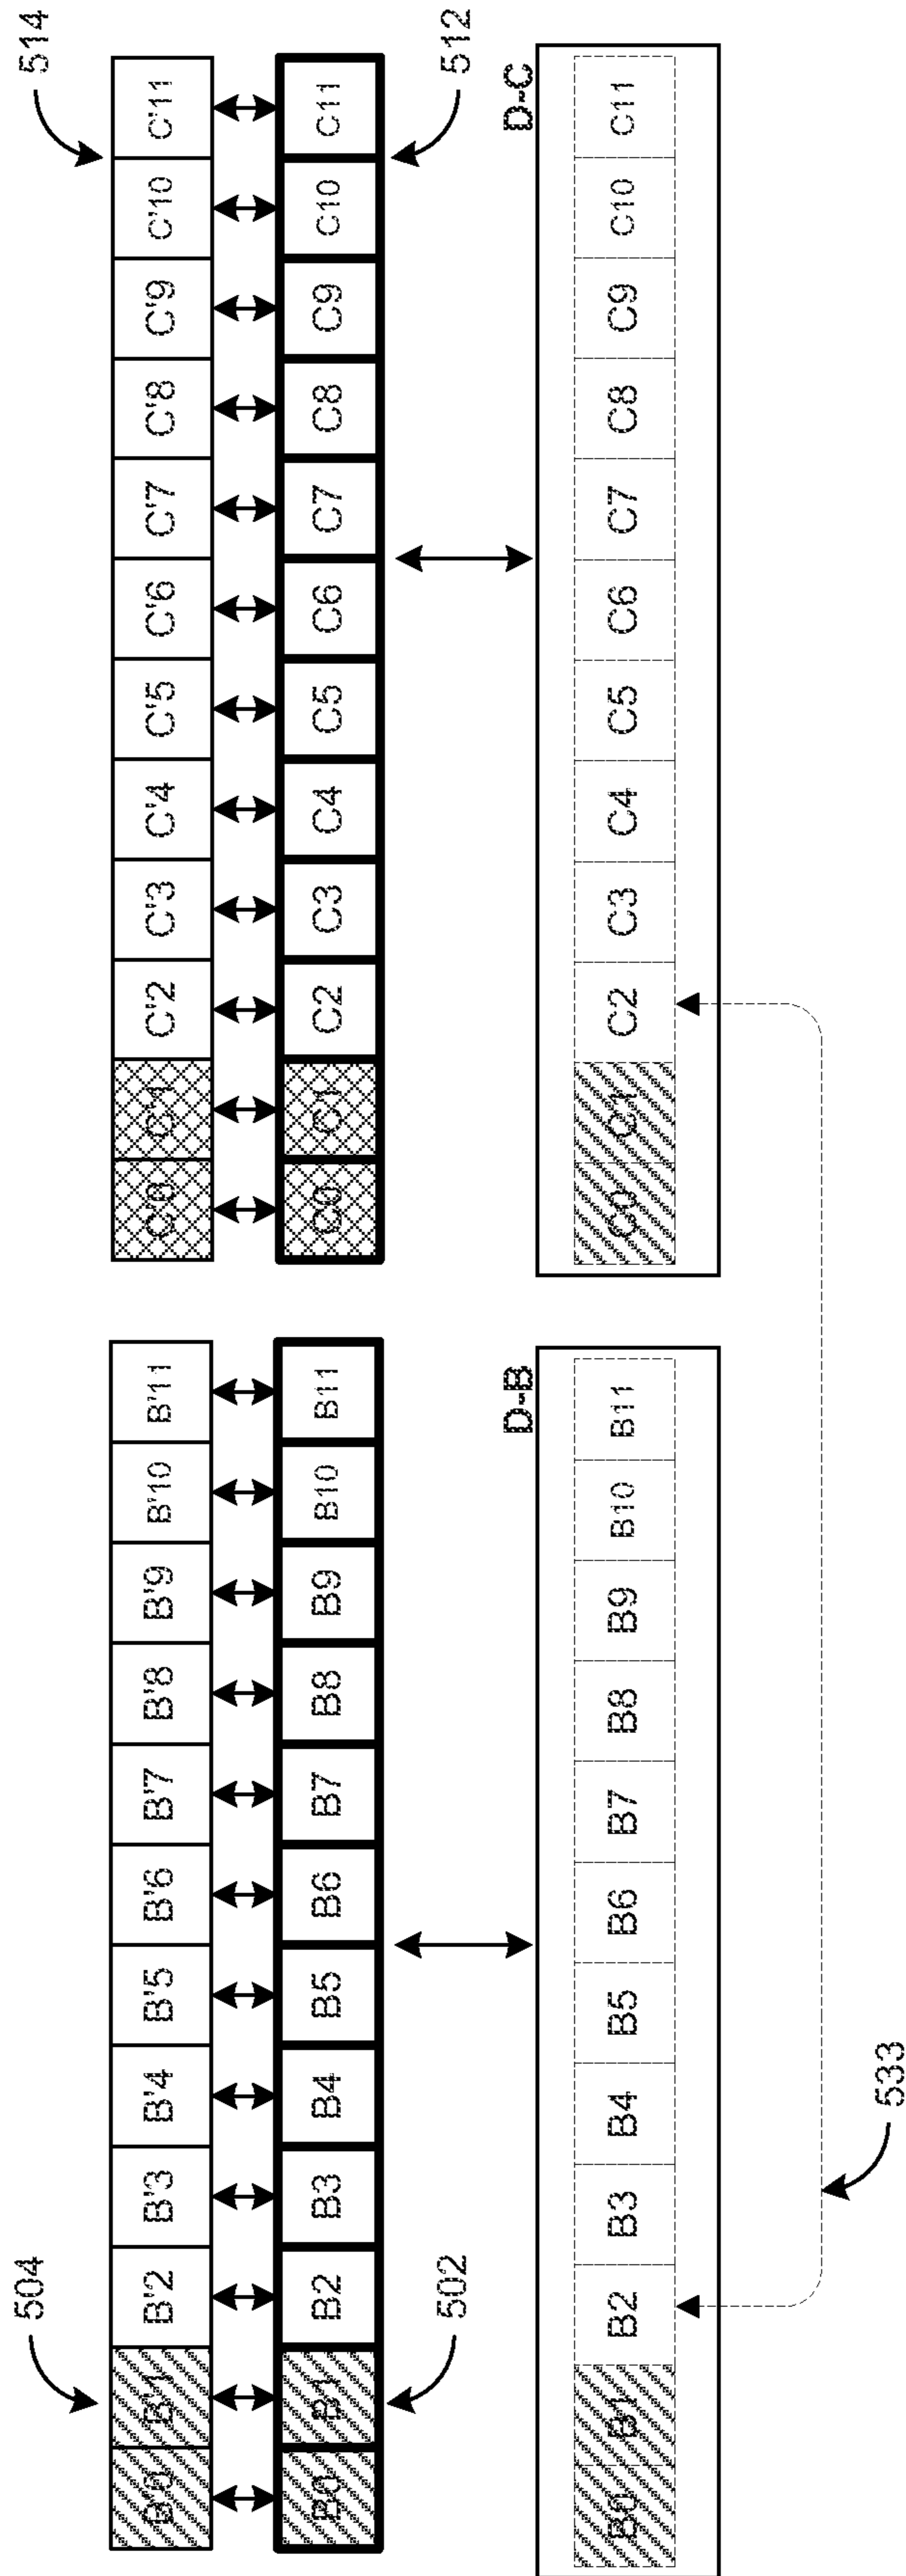 504 514
B'0 B'1 B'2 B'3 B'4 B'5 B'6 B'7 B'8 B'9 B'10 B'11 C'0 C'1 C'2 C'3 C'4 C'5 C'6 C'7 C'8 C'9 C'10 C'11
B0 B1 B2 B3 B4 B5 B6 B7 B8 B9 B10 B11 C0 C1 C2 C3 C4 C5 C6 C7 C8 C9 C10 C11
502 512
D-B D-C
B0 B1 B2 B3 B4 B5 B6 B7 B8 B9 B10 B11 C0 C1 C2 C3 C4 C5 C6 C7 C8 C9 C10 C11
533